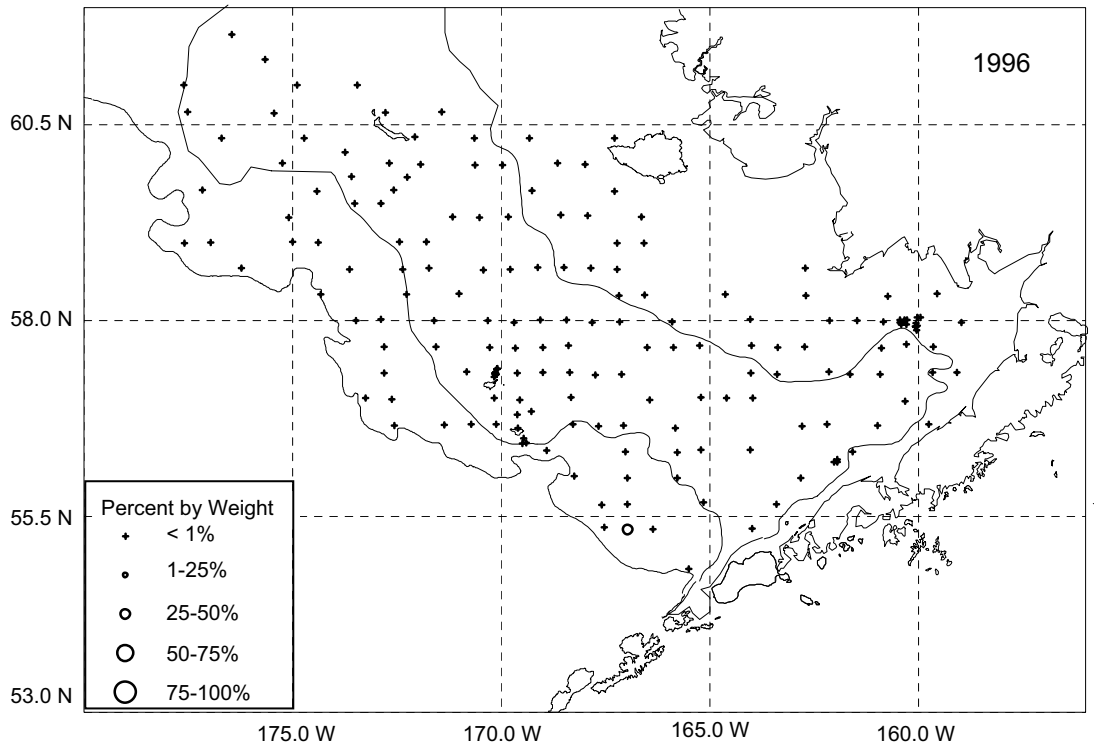 1996
60.5 N
58.0 N
55.5 N
53.0 N
Percent by Weight
< 1%
1-25%
25-50%
50-75%
75-100%
175.0 W
170.0 W
165.0 W
160.0 W